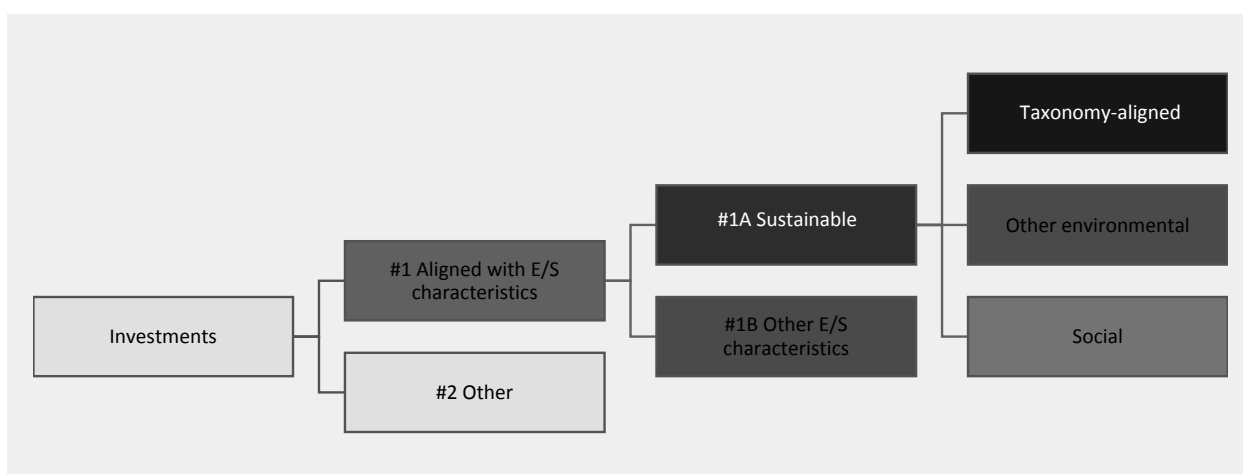 Taxonomy-aligned
#1A Sustainable
Other environmental
#1 Aligned with E/S
characteristics
Investments
#1B Other E/S
characteristics
Social
#2 Other